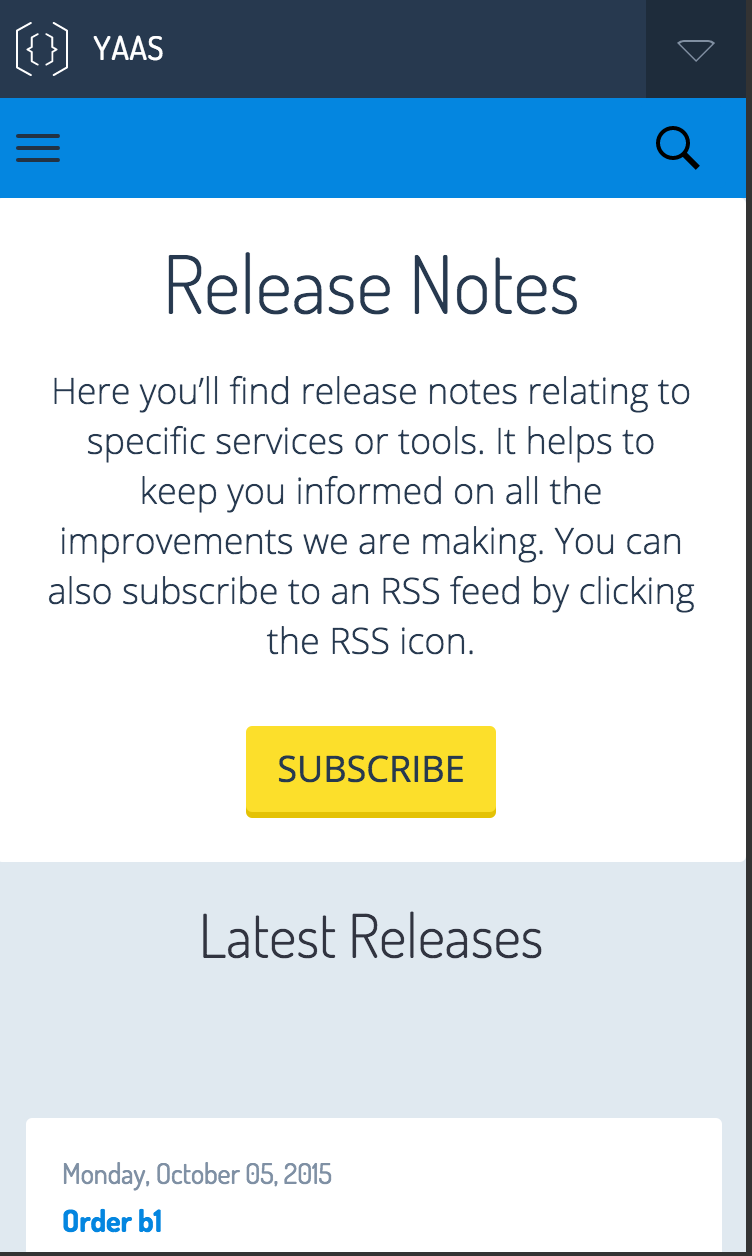 YAAS
Release Notes
Here you’ll find release notes relating to
specific services or tools. It helps to
keep you informed on all the
improvements we are making. You can
also subscribe to an RSS feed by clicking
the RSS icon.
SUBSCRIBE
Latest Releases
Monday, October 05, 2015
Order b1